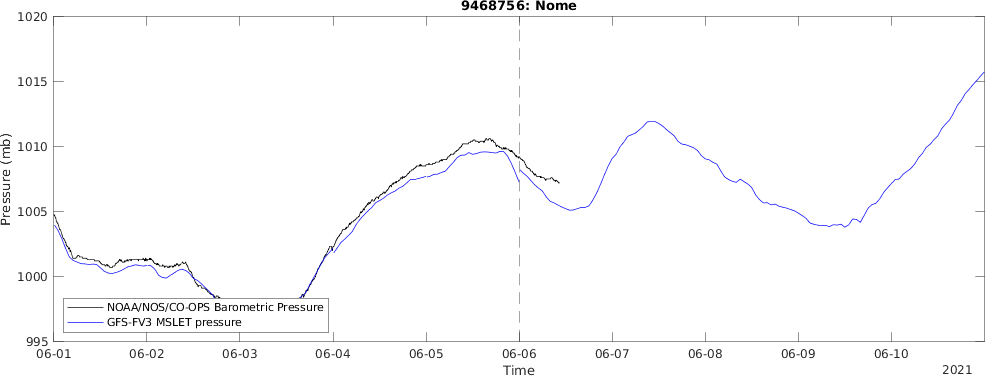 9468756: Nome
1020
1015
1010
1005
1000
995
Pressure (mb)
NOAA/NOS/CO-OPS Barometric Pressure
GFS-FV3 MSLET pressure
06-01 06-02 06-03 06-04 06-05 06-06 06-07 06-08 06-09 06-10
Time
2021